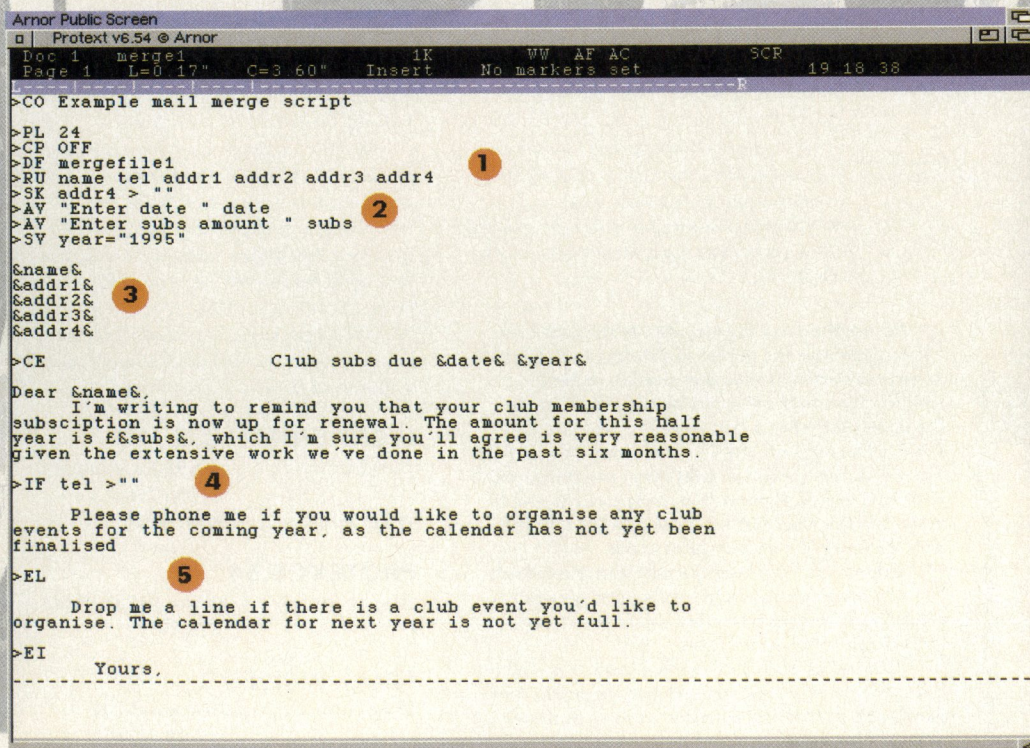 Arnor Public Screen
Protext v6.54 © Arnor
Doc 1 merge1 1K WW AF AC SCR
Page 1 L=0.17" C=3.60" Insert No markers set 19 18.38
L----|----|----|----|--------R
>CO Example mail merge script
>PL 24
>CP OFF
>DF mergefile1
>RU name tel addr1 addr2 addr3 addr4 1
>SK addr4 > ""
>AV "Enter date " date 2
>AV "Enter subs amount " subs
>SV year="1995"
&name&
&addr1&
&addr2& 3
&addr3&
&addr4&
>CE Club subs due &date& &year&
Dear &name&,
I´m writing to remind you that your club membership
subsciption is now up for renewal. The amount for this half
year is £&subs&, which I´m sure you´ll agree is very reasonable
given the extensive work we´ve done in the past six months.
>IF tel >"" 4
Please phone me if you would like to organise any club
events for the coming year, as the calendar has not yet been
finalised
>EL 5
Drop me a line if there is a club event you´d like to
organise. The calendar for next year is not yet full.
>EI
Yours,